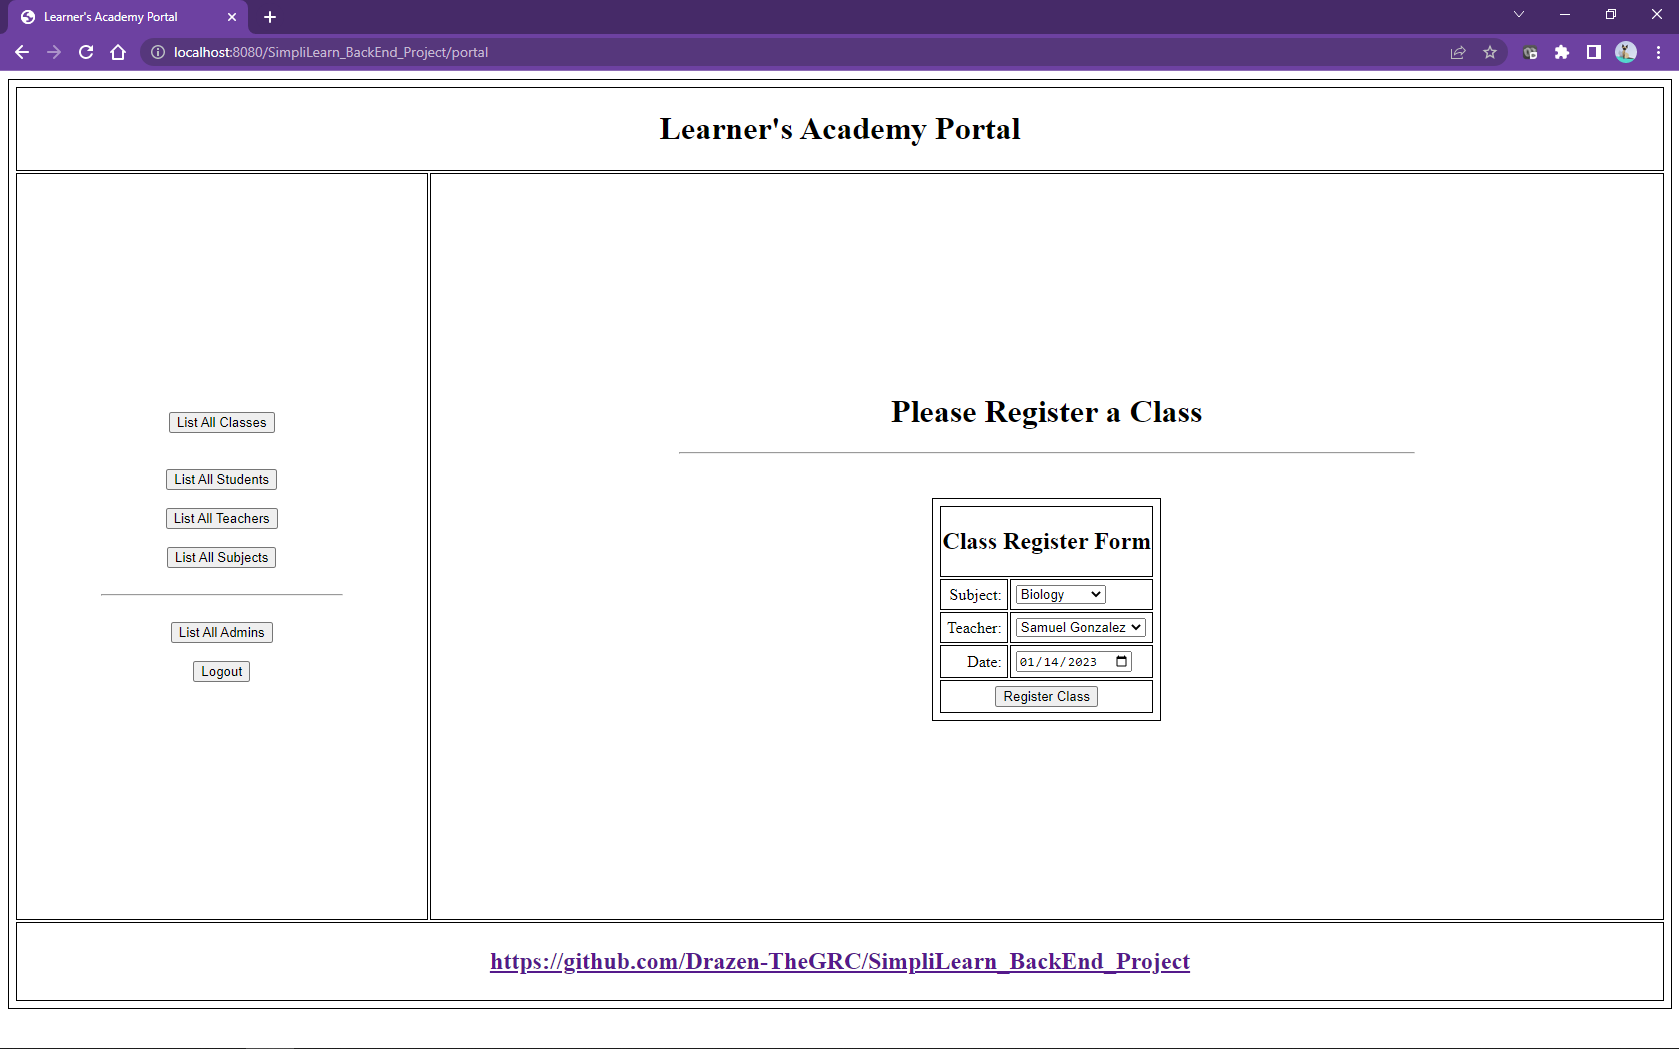 Learner's Academy Portal
localhost:8080/SimpliLearn_BackEnd_Project/portal
Learner's Academy Portal
List All Classes
List All Students
List All Teachers
List All Subjects
List All Admins
Logout
Please Register a Class
Class Register Form
Subject: Biology
Teacher: Samuel Gonzalez
Date: 01/14/2023
Register Class
https://github.com/Drazen-TheGRC/SimpliLearn_BackEnd_Project